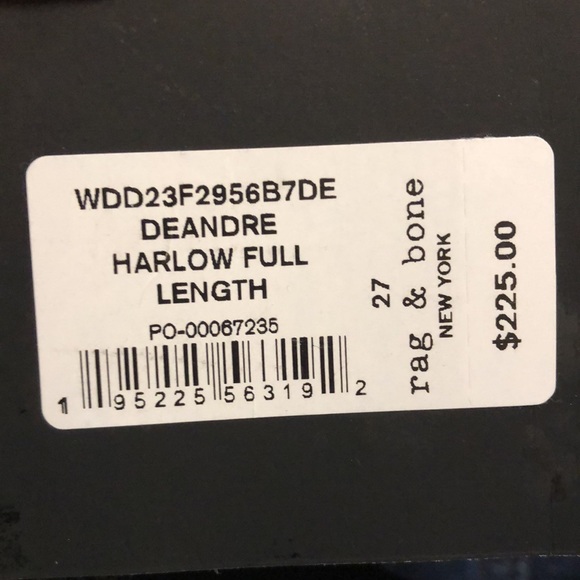 WDD23F2956B7DE
DEANDRE
HARLOW FULL
LENGTH
PO-00067235
1 95225 56319 2
27
rag & bone
NEW YORK
$225.00